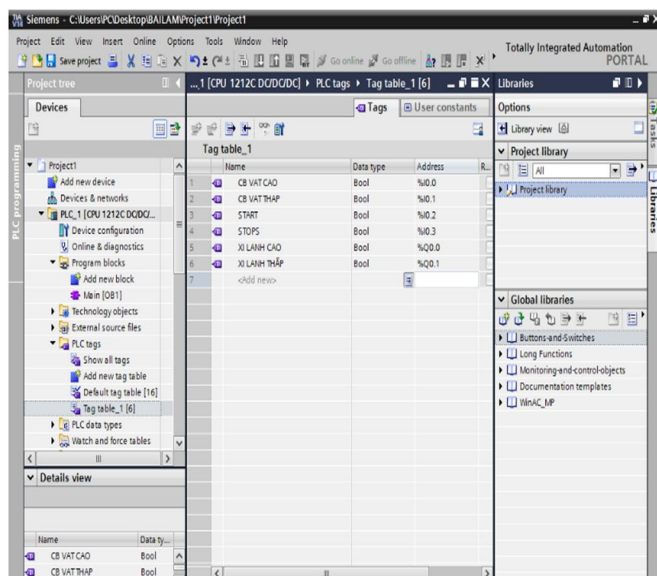 Siemens - C:\Users\PC\Desktop\BAILAM\Project1\Project1
Project Edit View Insert Online Options Tools Window Help
Totally Integrated Automation
PORTAL
Save project
Go online
Go offline
Project tree
Devices
PLC programming
Project1
Add new device
Devices & networks
PLC_1 [CPU 1212C DC/DC/...
Device configuration
Online & diagnostics
Program blocks
Add new block
Main [OB1]
Technology objects
External source files
PLC tags
Show all tags
Add new tag table
Default tag table [16]
Tag table_1 [6]
PLC data types
Watch and force tables
Details view
Name Data ty...
CB VAT CAO Bool
CB VAT THAP Bool
..._1 [CPU 1212C DC/DC/DC] PLC tags Tag table_1 [6]
Tags User constants
Tag table_1
Name Data type Address R...
1 CB VAT CAO Bool %I0.0
2 CB VAT THAP Bool %I0.1
3 START Bool %I0.2
4 STOPS Bool %I0.3
5 XI LANH CAO Bool %Q0.0
6 XI LANH THẤP Bool %Q0.1
7 <Add new>
Libraries
Options
Library view
Project library
All
Project library
Global libraries
Buttons-and-Switches
Long Functions
Monitoring-and-control-objects
Documentation templates
WinAC_MP
Tasks
Libraries